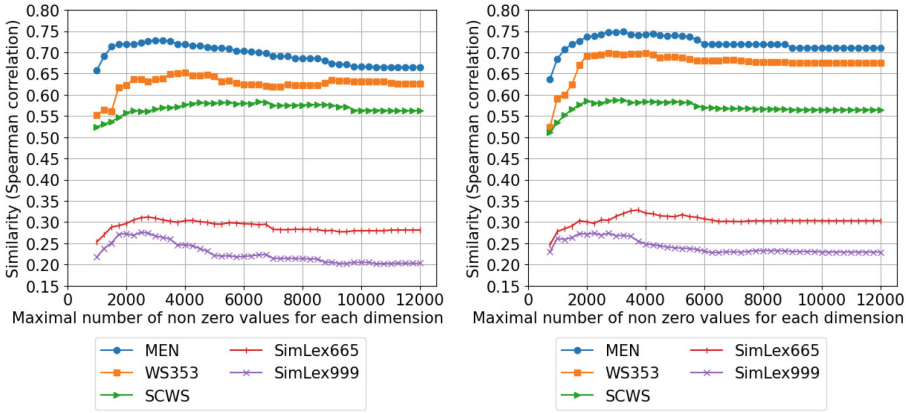 0.80
0.75
0.70
0.65
0.60
0.55
0.50
0.45
0.40
0.35
0.30
0.25
0.20
0.15
Similarity (Spearman correlation)
0 2000 4000 6000 8000 10000 12000
Maximal number of non zero values for each dimension
MEN SimLex665
WS353 SimLex999
SCWS
0.80
0.75
0.70
0.65
0.60
0.55
0.50
0.45
0.40
0.35
0.30
0.25
0.20
0.15
Similarity (Spearman correlation)
0 2000 4000 6000 8000 10000 12000
Maximal number of non zero values for each dimension
MEN SimLex665
WS353 SimLex999
SCWS